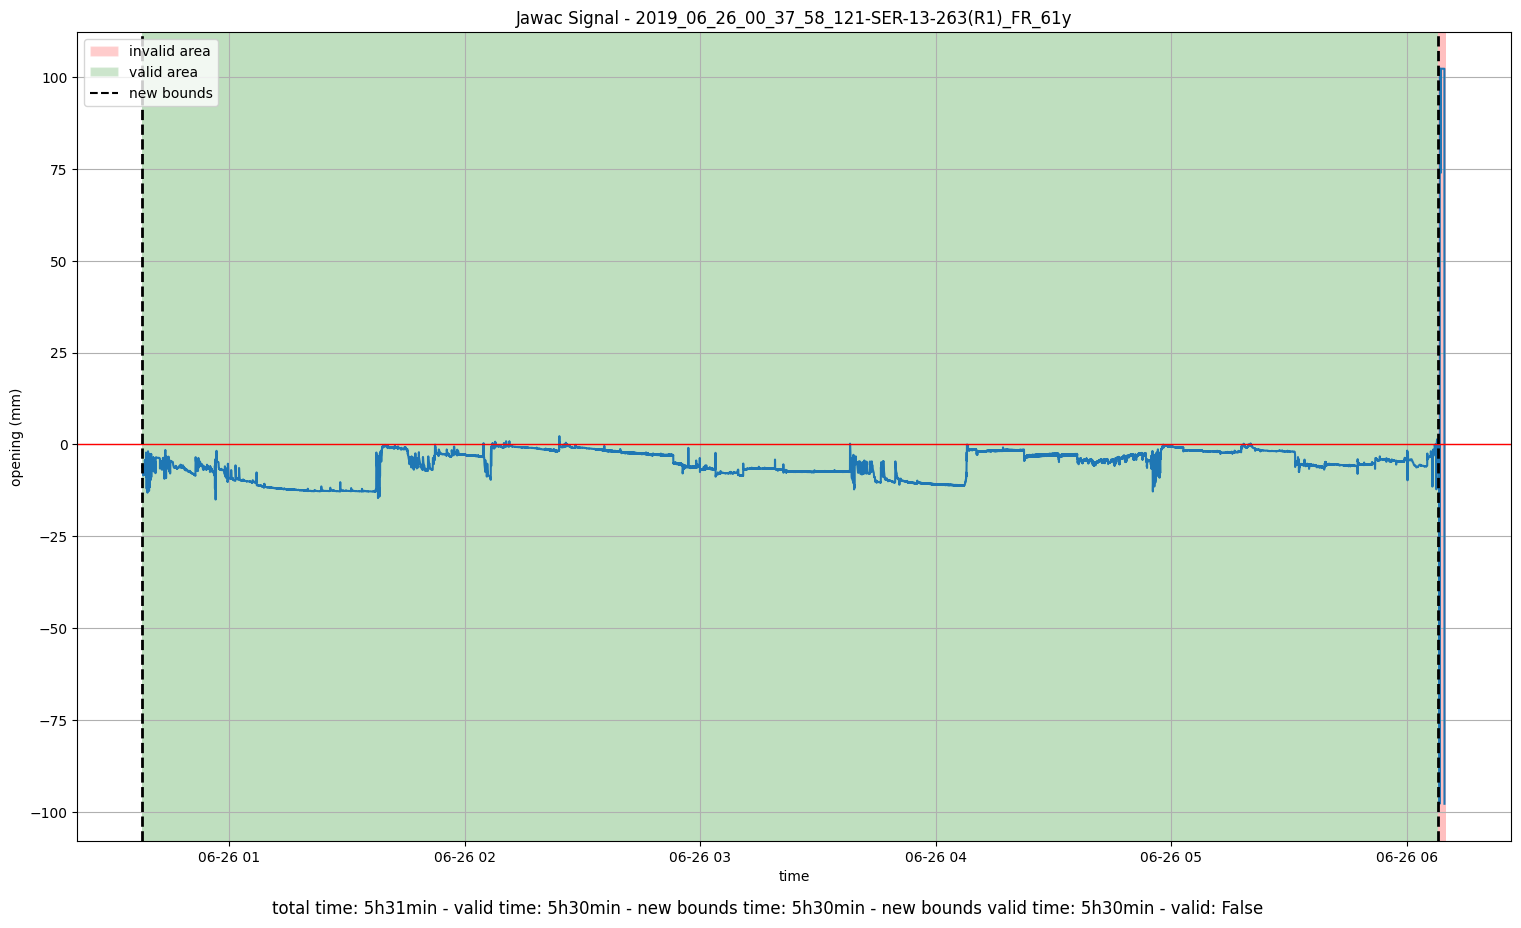 Jawac Signal - 2019_06_26_00_37_58_121-SER-13-263(R1)_FR_61y
invalid area
valid area
new bounds
opening (mm)
100
75
50
25
0
−25
−50
−75
−100
06-26 01
06-26 02
06-26 03
06-26 04
06-26 05
06-26 06
time
total time: 5h31min - valid time: 5h30min - new bounds time: 5h30min - new bounds valid time: 5h30min - valid: False